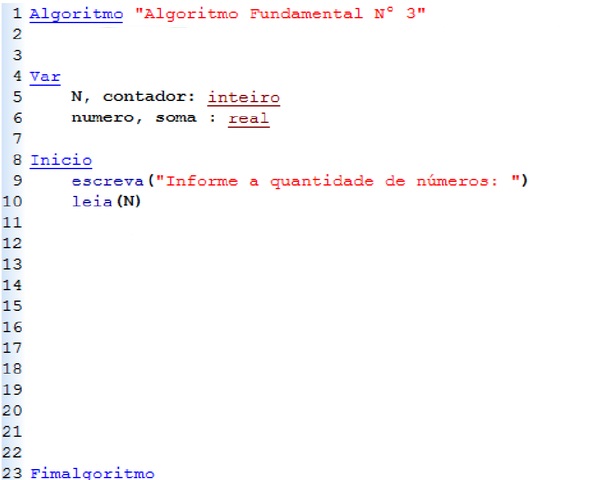 1 Algoritmo "Algoritmo Fundamental N° 3"
2
3
4 Var
5 N, contador: inteiro
6 numero, soma : real
7
8 Inicio
9 escreva("Informe a quantidade de números: ")
10 leia(N)
11
12
13
14
15
16
17
18
19
20
21
22
23 Fimalgoritmo